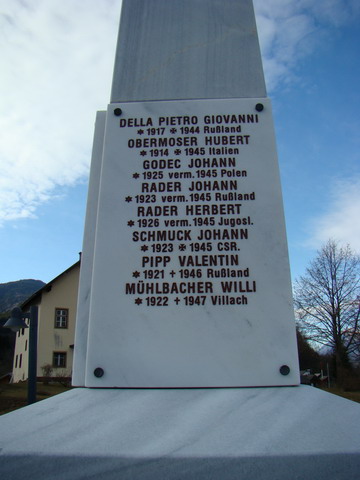 DELLA PIETRO GIOVANNI
✶ 1917 ✠ 1944 Rußland
OBERMOSER HUBERT
✶ 1914 ✠ 1945 Italien
GODEC JOHANN
✶ 1925 verm. 1945 Polen
RADER JOHANN
✶ 1923 verm. 1945 Rußland
RADER HERBERT
✶ 1926 verm. 1945 Jugosl.
SCHMUCK JOHANN
✶ 1923 ✠ 1945 CSR.
PIPP VALENTIN
✶ 1921 † 1946 Rußland
MÜHLBACHER WILLI
✶ 1922 † 1947 Villach